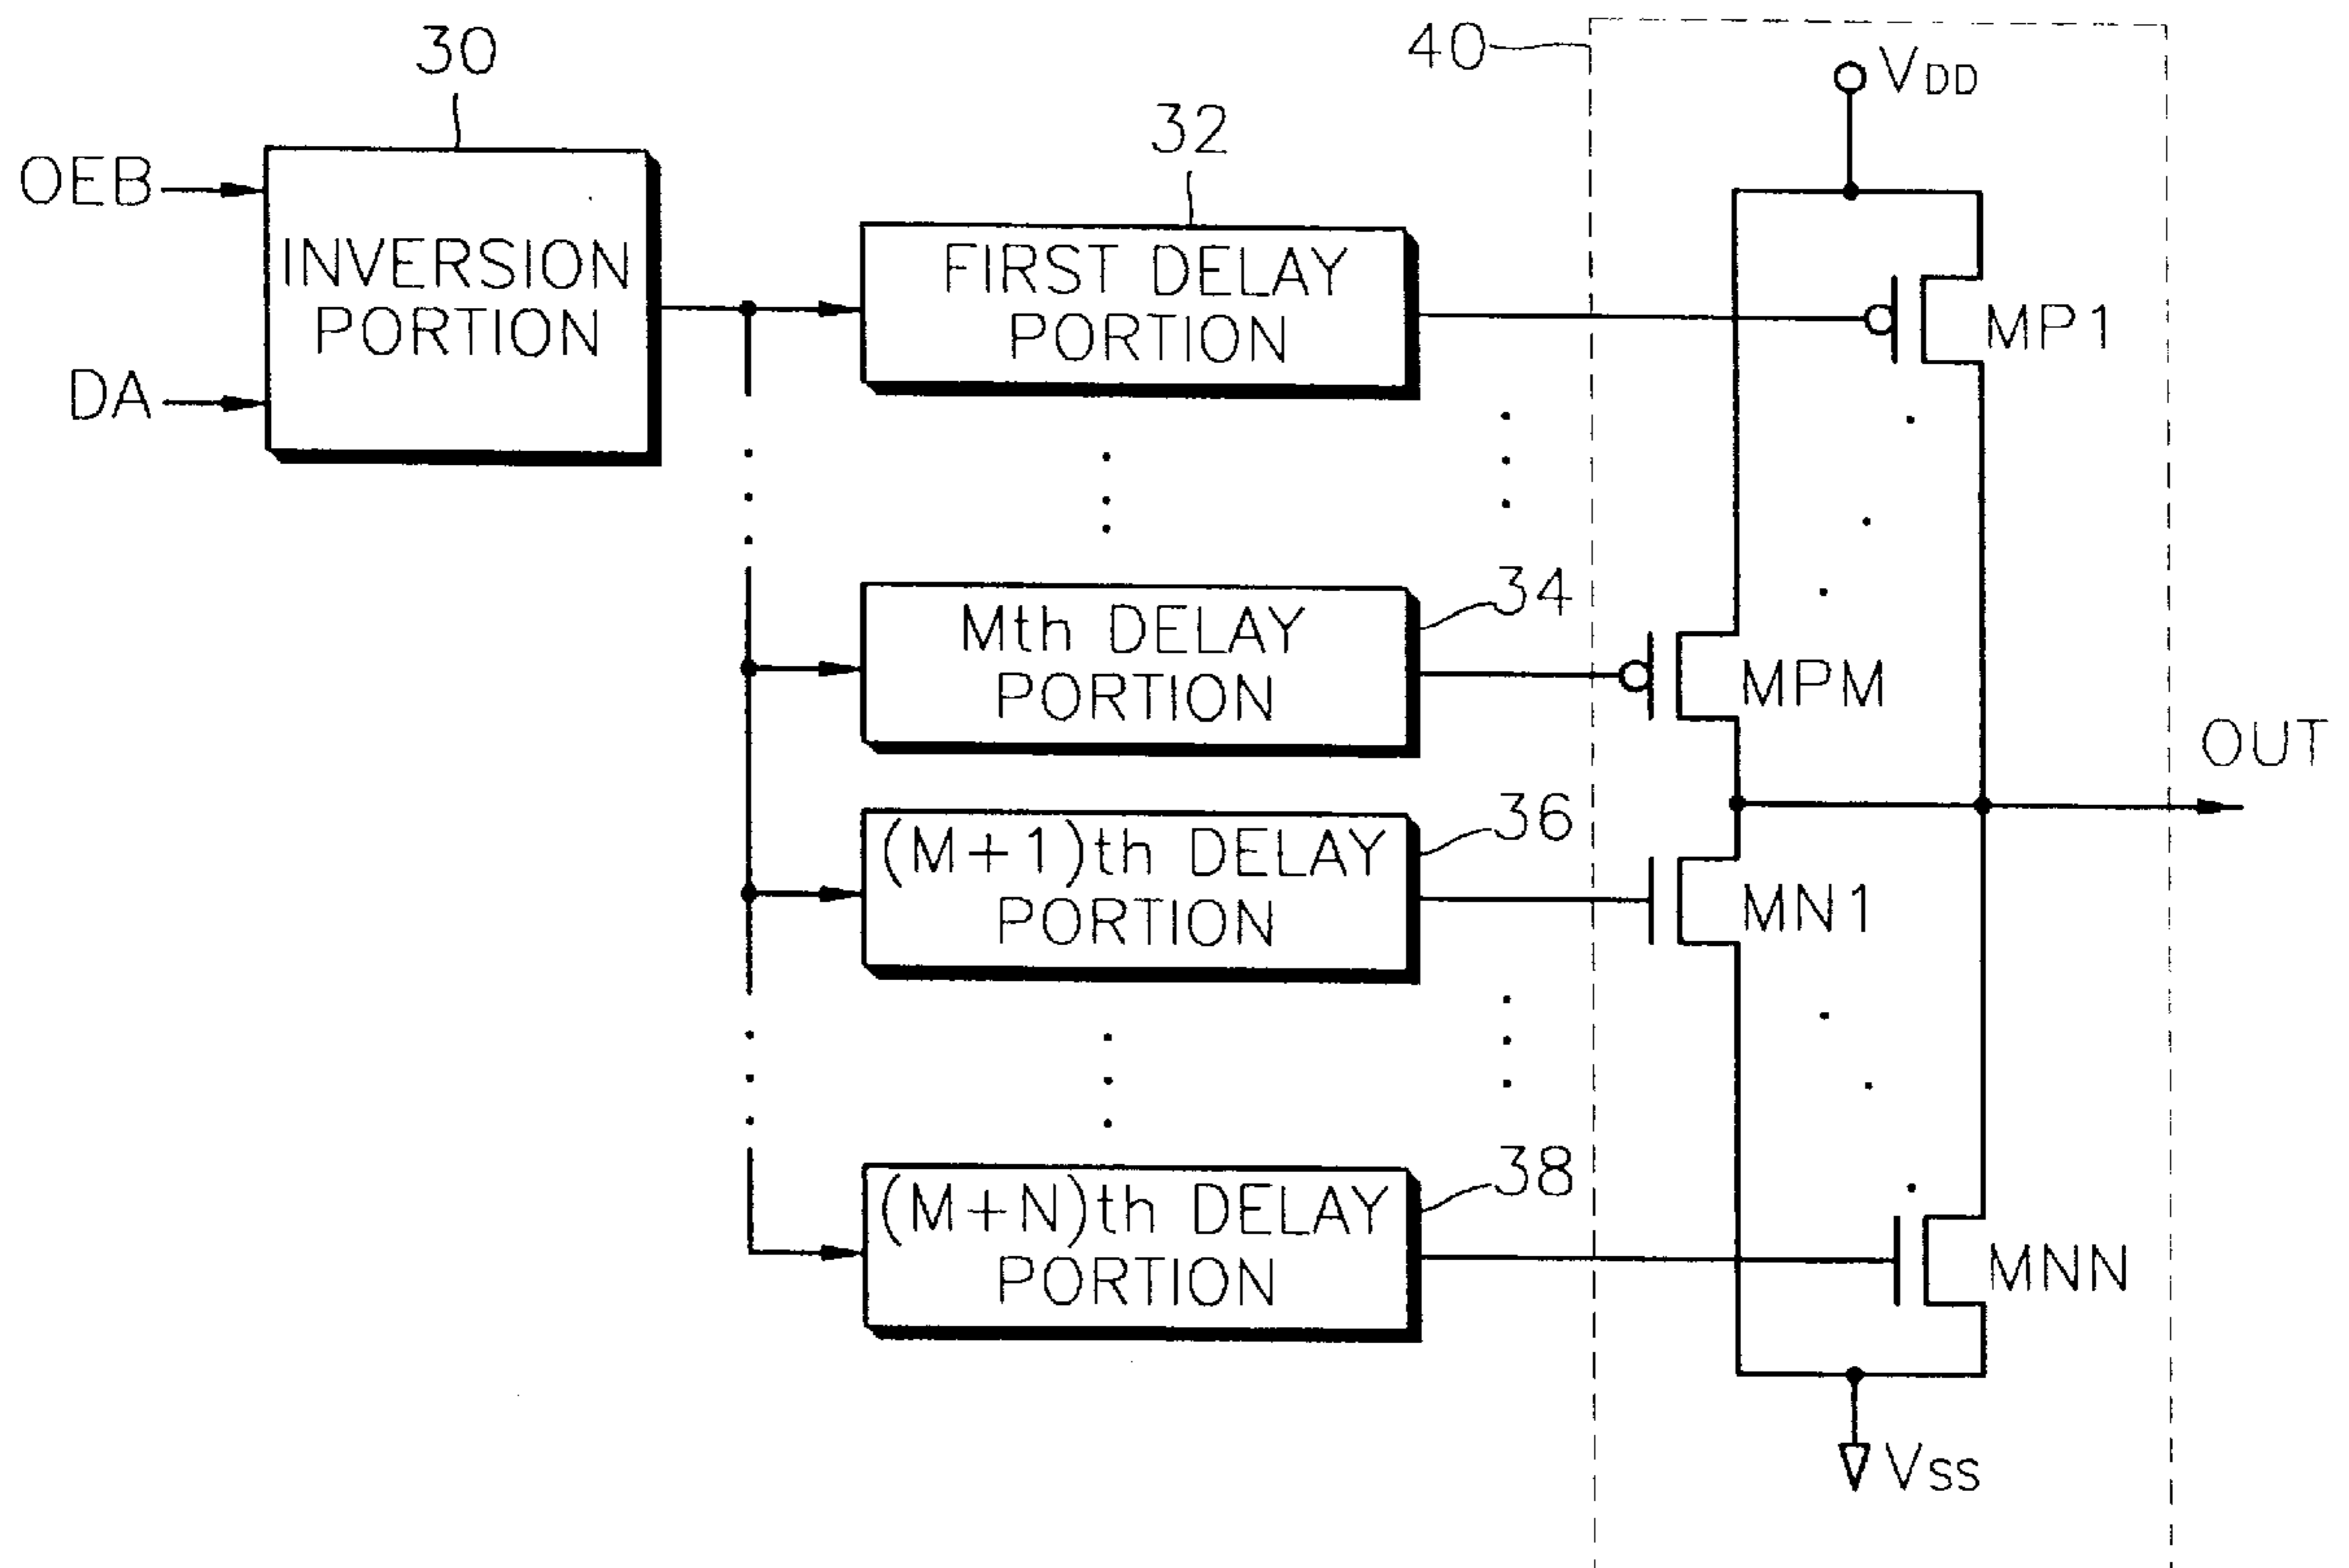 30
40
VDD
32
OEB
INVERSION
PORTION
DA
FIRST DELAY
PORTION
MP1
34
Mth DELAY
PORTION
MPM
OUT
36
(M+1)th DELAY
PORTION
MN1
38
(M+N)th DELAY
PORTION
MNN
VSS